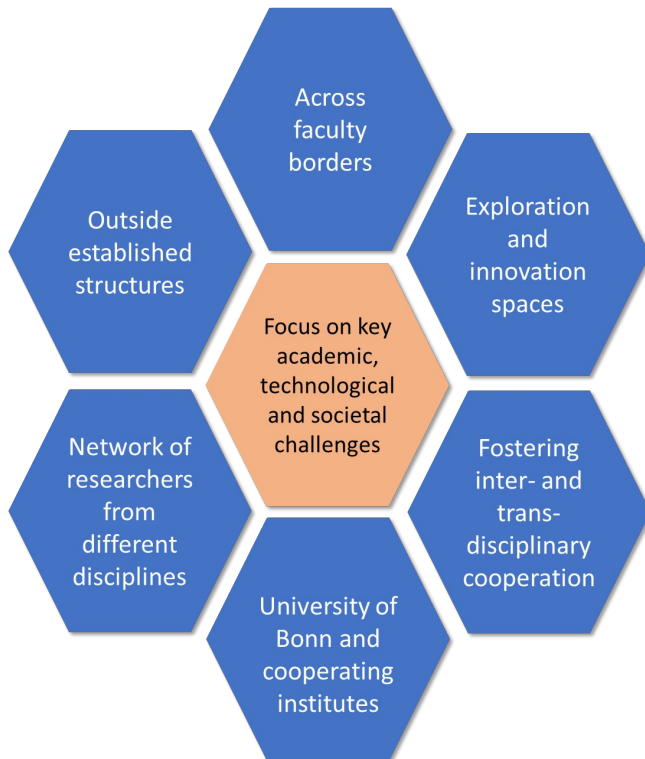 Across
faculty
borders
Outside
established
structures
Exploration
and
innovation
spaces
Focus on key
academic,
technological
and societal
challenges
Network of
researchers
from
different
disciplines
Fostering
inter- and
trans-
disciplinary
cooperation
University of
Bonn and
cooperating
institutes